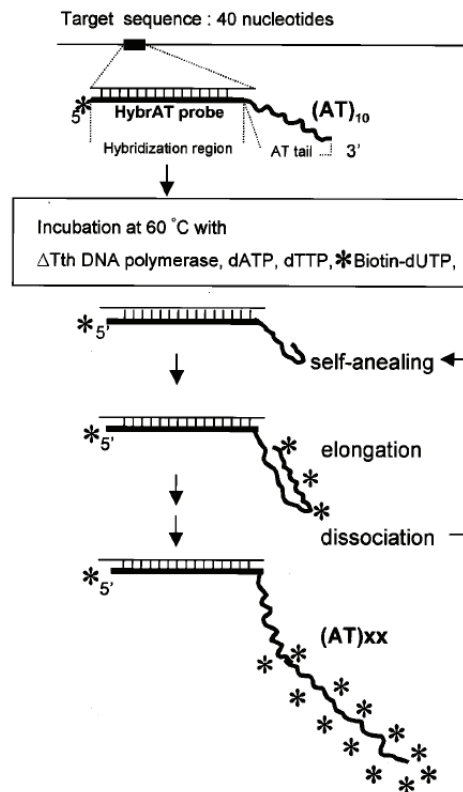 Target sequence : 40 nucleotides
HybrAT probe
(AT)10
* 5'
Hybridization region
AT tail
3'
Incubation at 60 °C with
ΔTth DNA polymerase, dATP, dTTP, *Biotin-dUTP,
* 5'
self-anealing
* 5'
elongation
dissociation
* 5'
(AT)xx